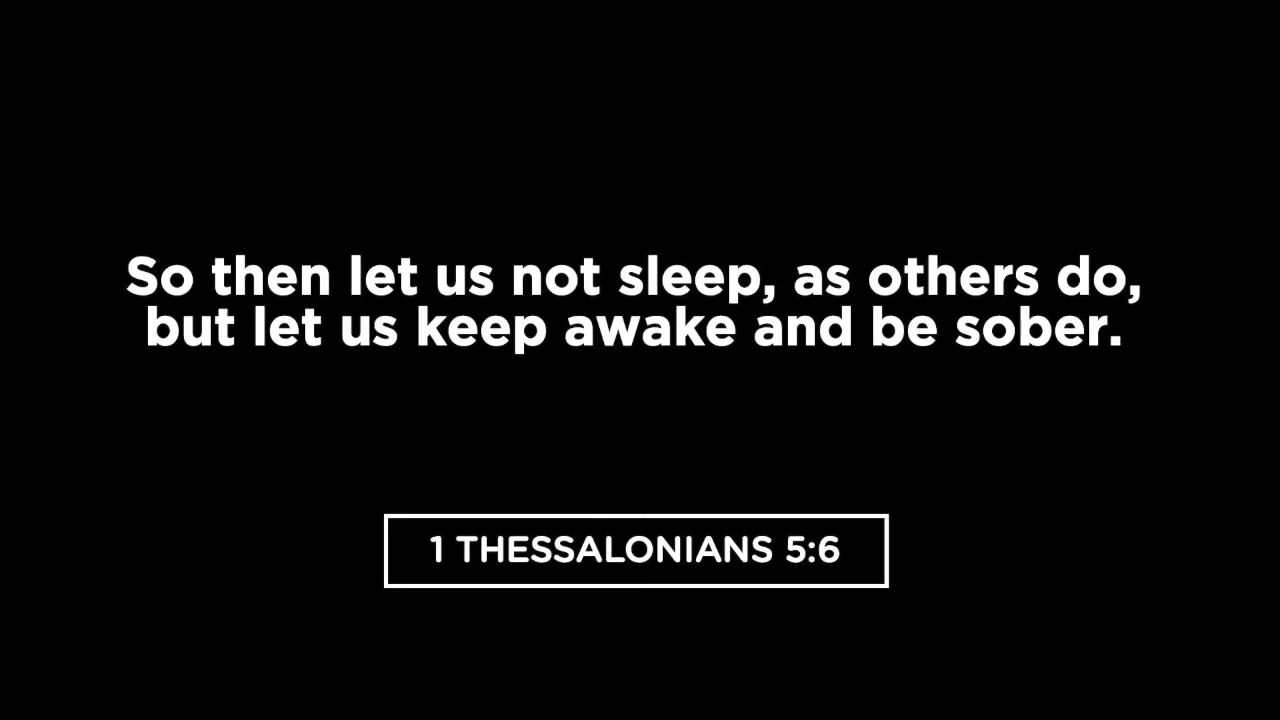 So then let us not sleep, as others do,
but let us keep awake and be sober.
1 THESSALONIANS 5:6